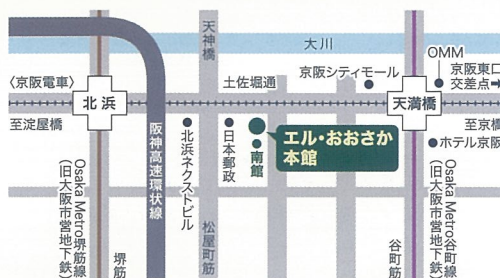 大川
天神橋
OMM
京阪シティモール
京阪東口
交差点➡
〈京阪電車〉
北浜
土佐堀通
天満橋
至淀屋橋
至京橋
エル・おおさか
本館
南館
ホテル京阪
阪神高速環状線
北浜ネクストビル
日本郵政
松屋町筋
Osaka Metro堺筋線
(旧大阪市営地下鉄)
堺筋
谷町筋
Osaka Metro谷町線
(旧大阪市営地下鉄)